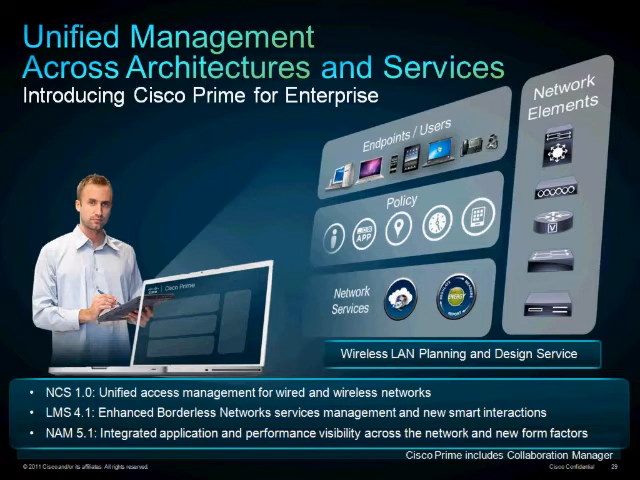 Unified Management
Across Architectures and Services
Introducing Cisco Prime for Enterprise
Network
Elements
Endpoints / Users
Policy
APP
V
Network
Services
ENERGY
Cisco Prime
Wireless LAN Planning and Design Service
• NCS 1.0: Unified access management for wired and wireless networks
• LMS 4.1: Enhanced Borderless Networks services management and new smart interactions
• NAM 5.1: Integrated application and performance visibility across the network and new form factors
Cisco Prime includes Collaboration Manager
© 2011 Cisco and/or its affiliates. All rights reserved.
Cisco Confidential
29